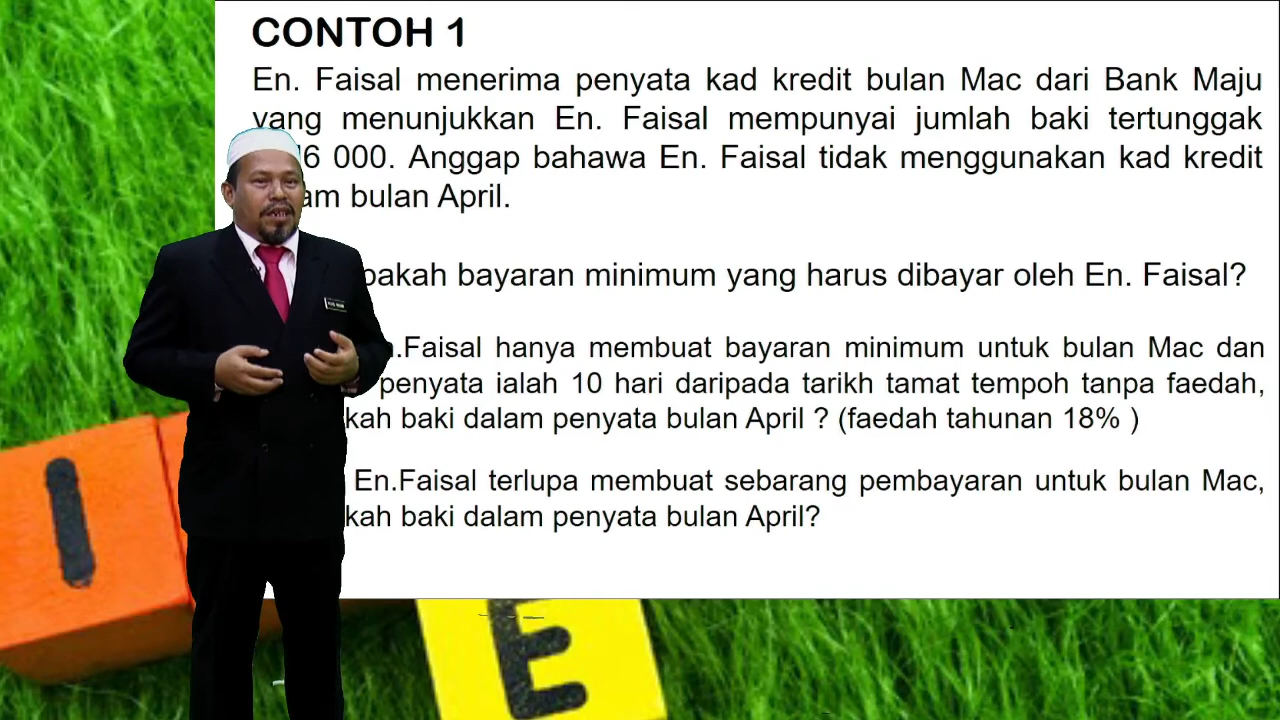 CONTOH 1
En. Faisal menerima penyata kad kredit bulan Mac dari Bank Maju
yang menunjukkan En. Faisal mempunyai jumlah baki tertunggak
000. Anggap bahawa En. Faisal tidak menggunakan kad kredit
bulan April.
bayaran minimum yang harus dibayar oleh En. Faisal?
Faisal hanya membuat bayaran minimum untuk bulan Mac dan
penyata ialah 10 hari daripada tarikh tamat tempoh tanpa faedah,
baki dalam penyata bulan April ? (faedah tahunan 18% )
En.Faisal terlupa membuat sebarang pembayaran untuk bulan Mac,
baki dalam penyata bulan April?
I
E